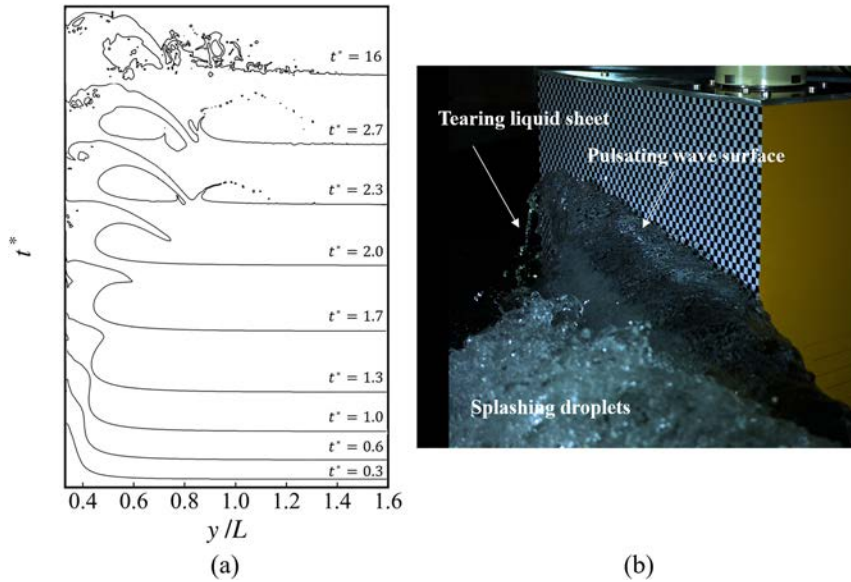 t* = 16
t* = 2.7
t* = 2.3
t* = 2.0
t* = 1.7
t* = 1.3
t* = 1.0
t* = 0.6
t* = 0.3
t*
0.4 0.6 0.8 1.0 1.2 1.4 1.6
y/L
(a)
Tearing liquid sheet
Pulsating wave surface
Splashing droplets
(b)